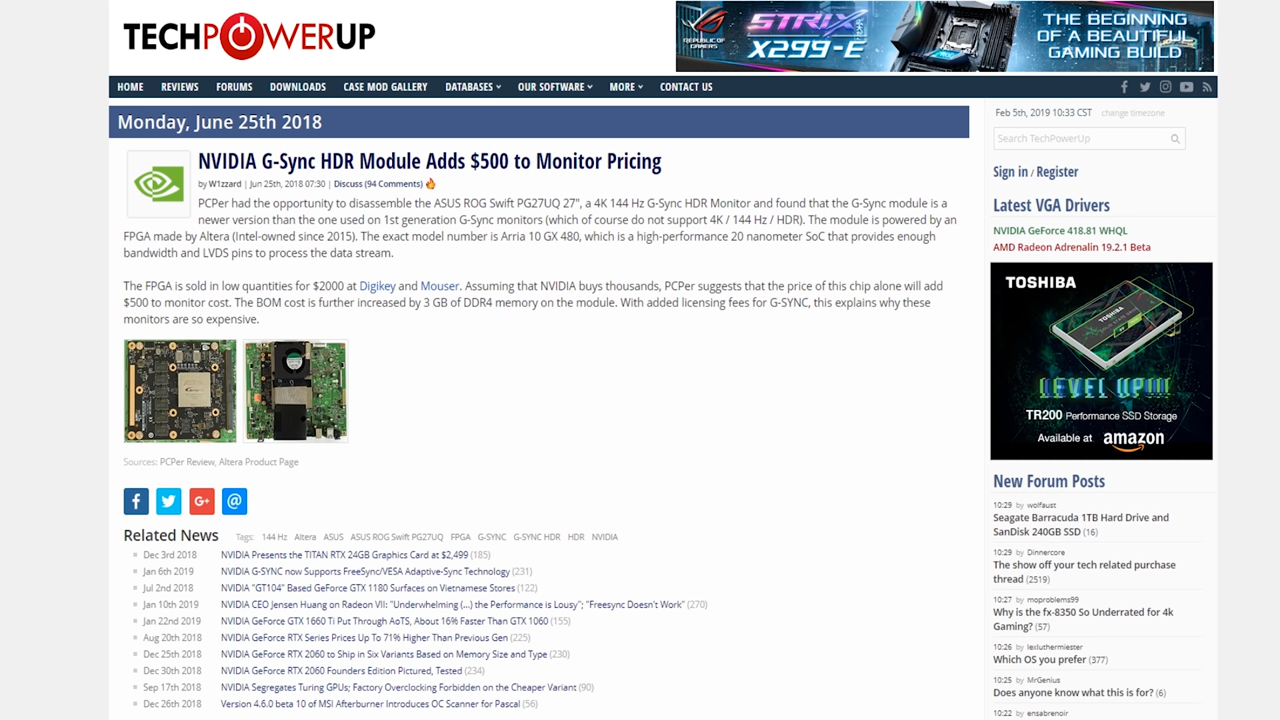 TECHPOWERUP
REPUBLIC OF
GAMERS
STRIX
X299-E
THE BEGINNING
OF A BEAUTIFUL
GAMING BUILD
HOME REVIEWS FORUMS DOWNLOADS CASE MOD GALLERY DATABASES OUR SOFTWARE MORE CONTACT US
Monday, June 25th 2018
NVIDIA G-Sync HDR Module Adds $500 to Monitor Pricing
by W1zzard | Jun 25th, 2018 07:30 | Discuss (94 Comments)
PCPer had the opportunity to disassemble the ASUS ROG Swift PG27UQ 27", a 4K 144 Hz G-Sync HDR Monitor and found that the G-Sync module is a
newer version than the one used on 1st generation G-Sync monitors (which of course do not support 4K / 144 Hz / HDR). The module is powered by an
FPGA made by Altera (Intel-owned since 2015). The exact model number is Arria 10 GX 480, which is a high-performance 20 nanometer SoC that provides enough
bandwidth and LVDS pins to process the data stream.
The FPGA is sold in low quantities for $2000 at Digikey and Mouser. Assuming that NVIDIA buys thousands, PCPer suggests that the price of this chip alone will add
$500 to monitor cost. The BOM cost is further increased by 3 GB of DDR4 memory on the module. With added licensing fees for G-SYNC, this explains why these
monitors are so expensive.
Sources: PCPer Review, Altera Product Page
Related News Tags: 144 Hz Altera ASUS ASUS ROG Swift PG27UQ FPGA G-SYNC G-SYNC HDR HDR NVIDIA
Dec 3rd 2018 NVIDIA Presents the TITAN RTX 24GB Graphics Card at $2,499 (185)
Jan 6th 2019 NVIDIA G-SYNC now Supports FreeSync/VESA Adaptive-Sync Technology (231)
Jul 2nd 2018 NVIDIA "GT104" Based GeForce GTX 1180 Surfaces on Vietnamese Stores (122)
Jan 10th 2019 NVIDIA CEO Jensen Huang on Radeon VII: "Underwhelming (...) the Performance is Lousy"; "Freesync Doesn't Work" (270)
Jan 22nd 2019 NVIDIA GeForce GTX 1660 Ti Put Through AoTS, About 16% Faster Than GTX 1060 (155)
Aug 20th 2018 NVIDIA GeForce RTX Series Prices Up To 71% Higher Than Previous Gen (225)
Dec 25th 2018 NVIDIA GeForce RTX 2060 to Ship in Six Variants Based on Memory Size and Type (230)
Dec 30th 2018 NVIDIA GeForce RTX 2060 Founders Edition Pictured, Tested (234)
Sep 17th 2018 NVIDIA Segregates Turing GPUs; Factory Overclocking Forbidden on the Cheaper Variant (90)
Dec 26th 2018 Version 4.6.0 beta 10 of MSI Afterburner Introduces OC Scanner for Pascal (56)
Feb 5th, 2019 10:33 CST change timezone
Search TechPowerUp
Sign in / Register
Latest VGA Drivers
NVIDIA GeForce 418.81 WHQL
AMD Radeon Adrenalin 19.2.1 Beta
TOSHIBA
TOSHIBA
LEVEL UP!!!
TR200 Performance SSD Storage
Available at amazon
New Forum Posts
10:29 by wolfaust
Seagate Barracuda 1TB Hard Drive and
SanDisk 240GB SSD (16)
10:29 by Dinnercore
The show off your tech related purchase
thread (2519)
10:27 by moproblems99
Why is the fx-8350 So Underrated for 4k
Gaming? (57)
10:26 by lexluthermiester
Which OS you prefer (377)
10:25 by MrGenius
Does anyone know what this is for? (6)
10:22 by ensabrenoir